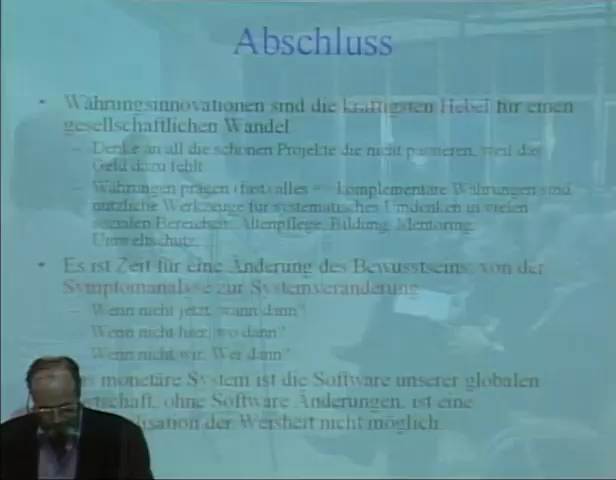 Abschluss
• Währungsinnovationen sind die kräftigsten Hebel für einen
gesellschaftlichen Wandel
– Denke an all die schönen Projekte die nicht passieren, weil das
Geld dazu fehlt
– Währungen prägen (fast) alles komplementäre Währungen sind
nützliche Werkzeuge für systematisches Umdenken in vielen
sozialen Bereichen: Altenpflege, Bildung, Mentoring,
Umweltschutz...
• Es ist Zeit für eine Änderung des Bewusstseins: von der
Symptomanalyse zur Systemveränderung
– Wenn nicht jetzt, wann dann?
– Wenn nicht hier, wo dann?
– Wenn nicht wir, Wer dann?
monetäre System ist die Software unserer globalen
ohne Software Änderungen, ist eine
der Weisheit nicht möglich